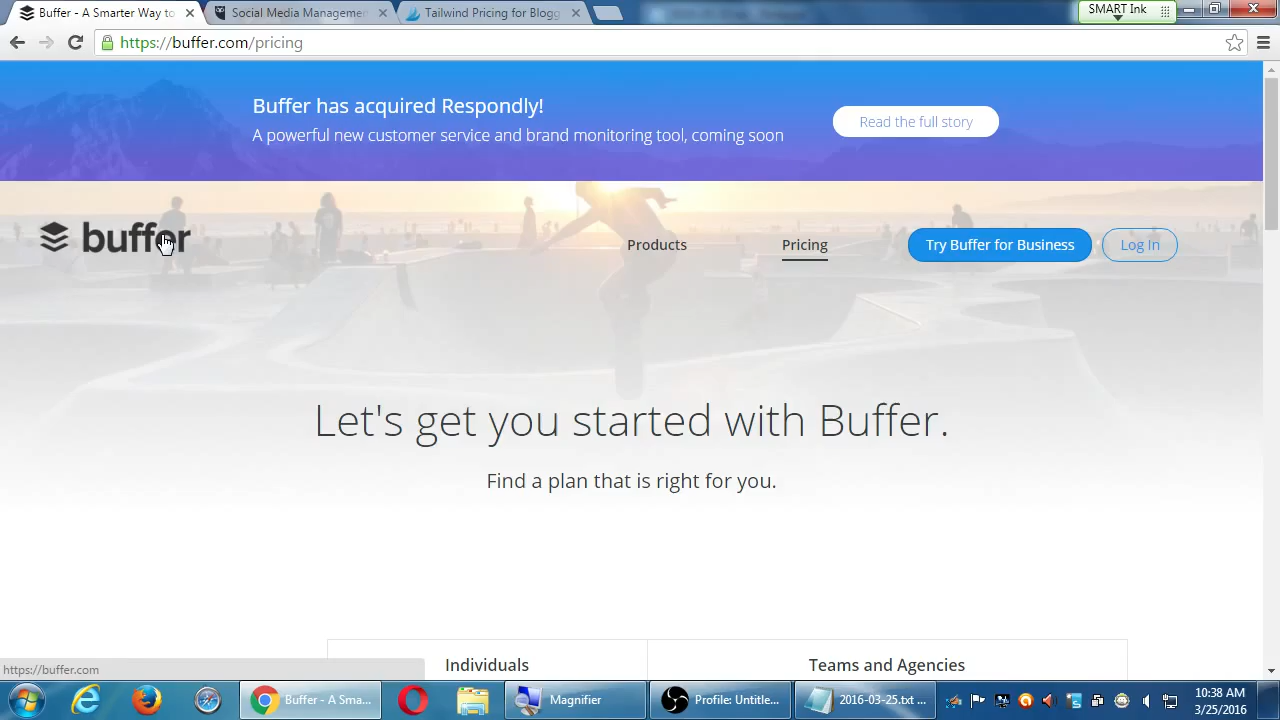 Buffer - A Smarter Way to
Social Media Managemen
Tailwind Pricing for Blogg
SMART Ink
https://buffer.com/pricing
Buffer has acquired Respondly!
A powerful new customer service and brand monitoring tool, coming soon
Read the full story
buffer
Products
Pricing
Try Buffer for Business
Log In
Let's get you started with Buffer.
Find a plan that is right for you.
Individuals
Teams and Agencies
https://buffer.com
Buffer - A Sma...
Magnifier
Profile: Untitle...
2016-03-25.txt ...
10:38 AM
3/25/2016